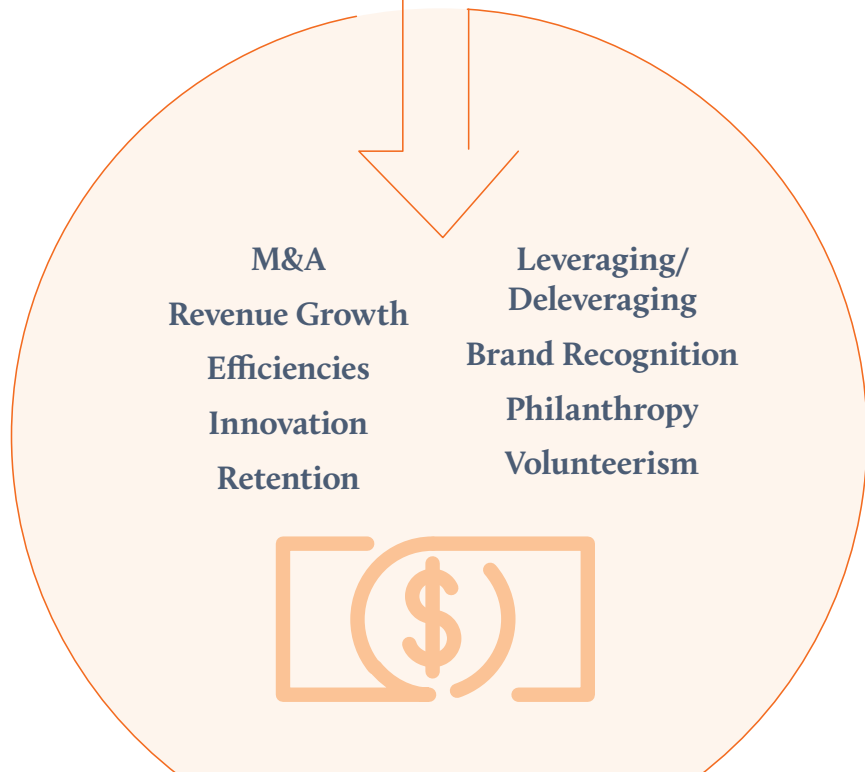 M&A
Revenue Growth
Efficiencies
Innovation
Retention
Leveraging/
Deleveraging
Brand Recognition
Philanthropy
Volunteerism
$